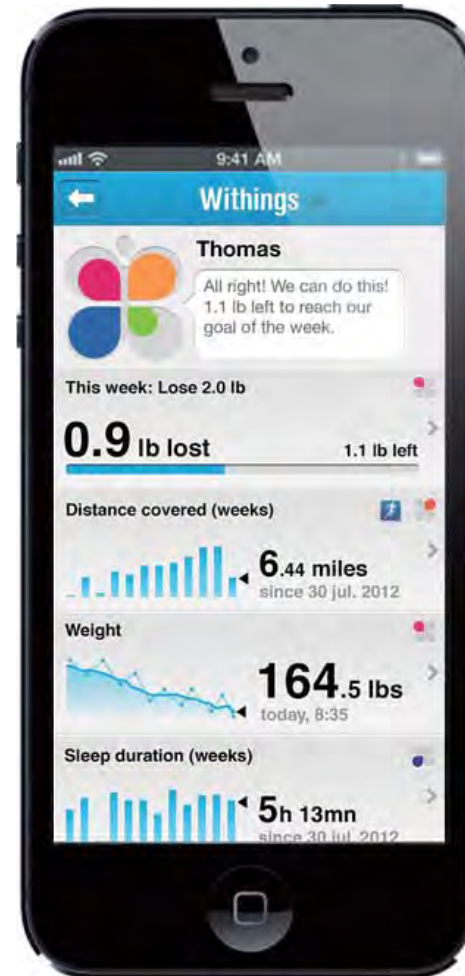 9:41 AM
Withings
Thomas
All right! We can do this!
1.1 lb left to reach our
goal of the week.
This week: Lose 2.0 lb
0.9 lb lost
1.1 lb left
Distance covered (weeks)
6.44 miles
since 30 jul. 2012
Weight
164.5 lbs
today, 8:35
Sleep duration (weeks)
5h 13mn
since 30 jul. 2012